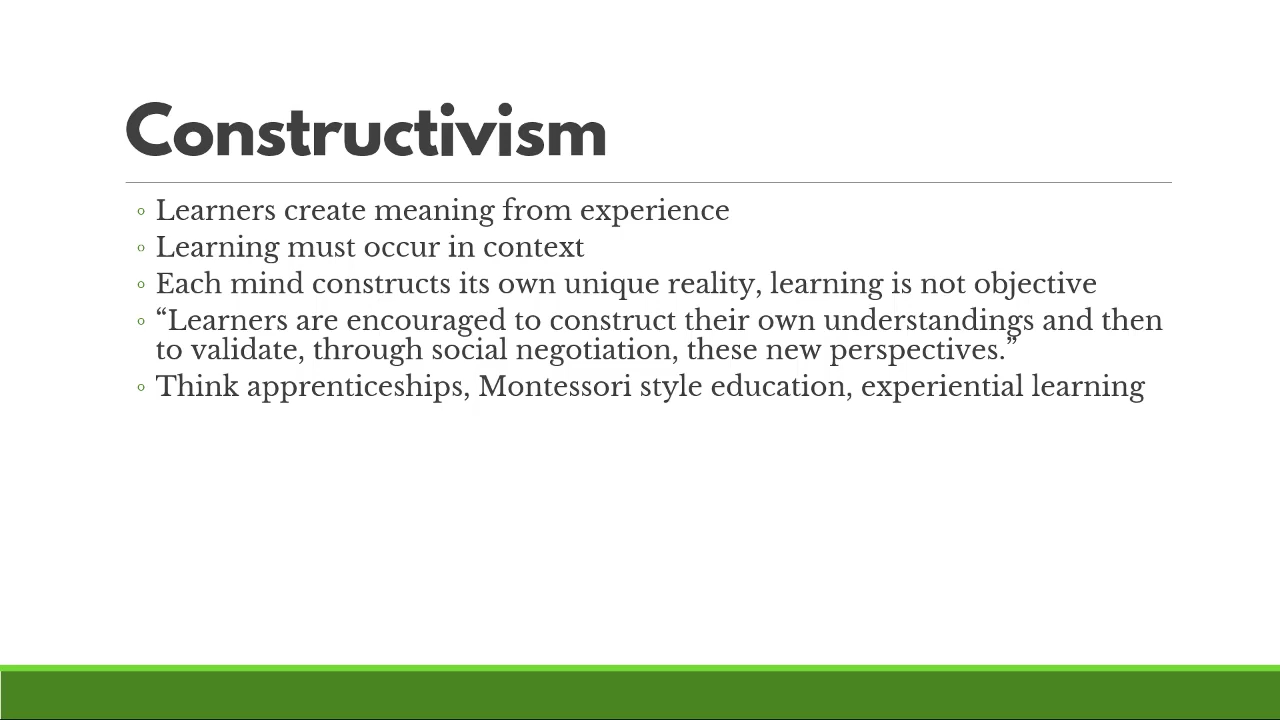 Constructivism
◦ Learners create meaning from experience
◦ Learning must occur in context
◦ Each mind constructs its own unique reality, learning is not objective
◦ “Learners are encouraged to construct their own understandings and then
to validate, through social negotiation, these new perspectives.”
◦ Think apprenticeships, Montessori style education, experiential learning